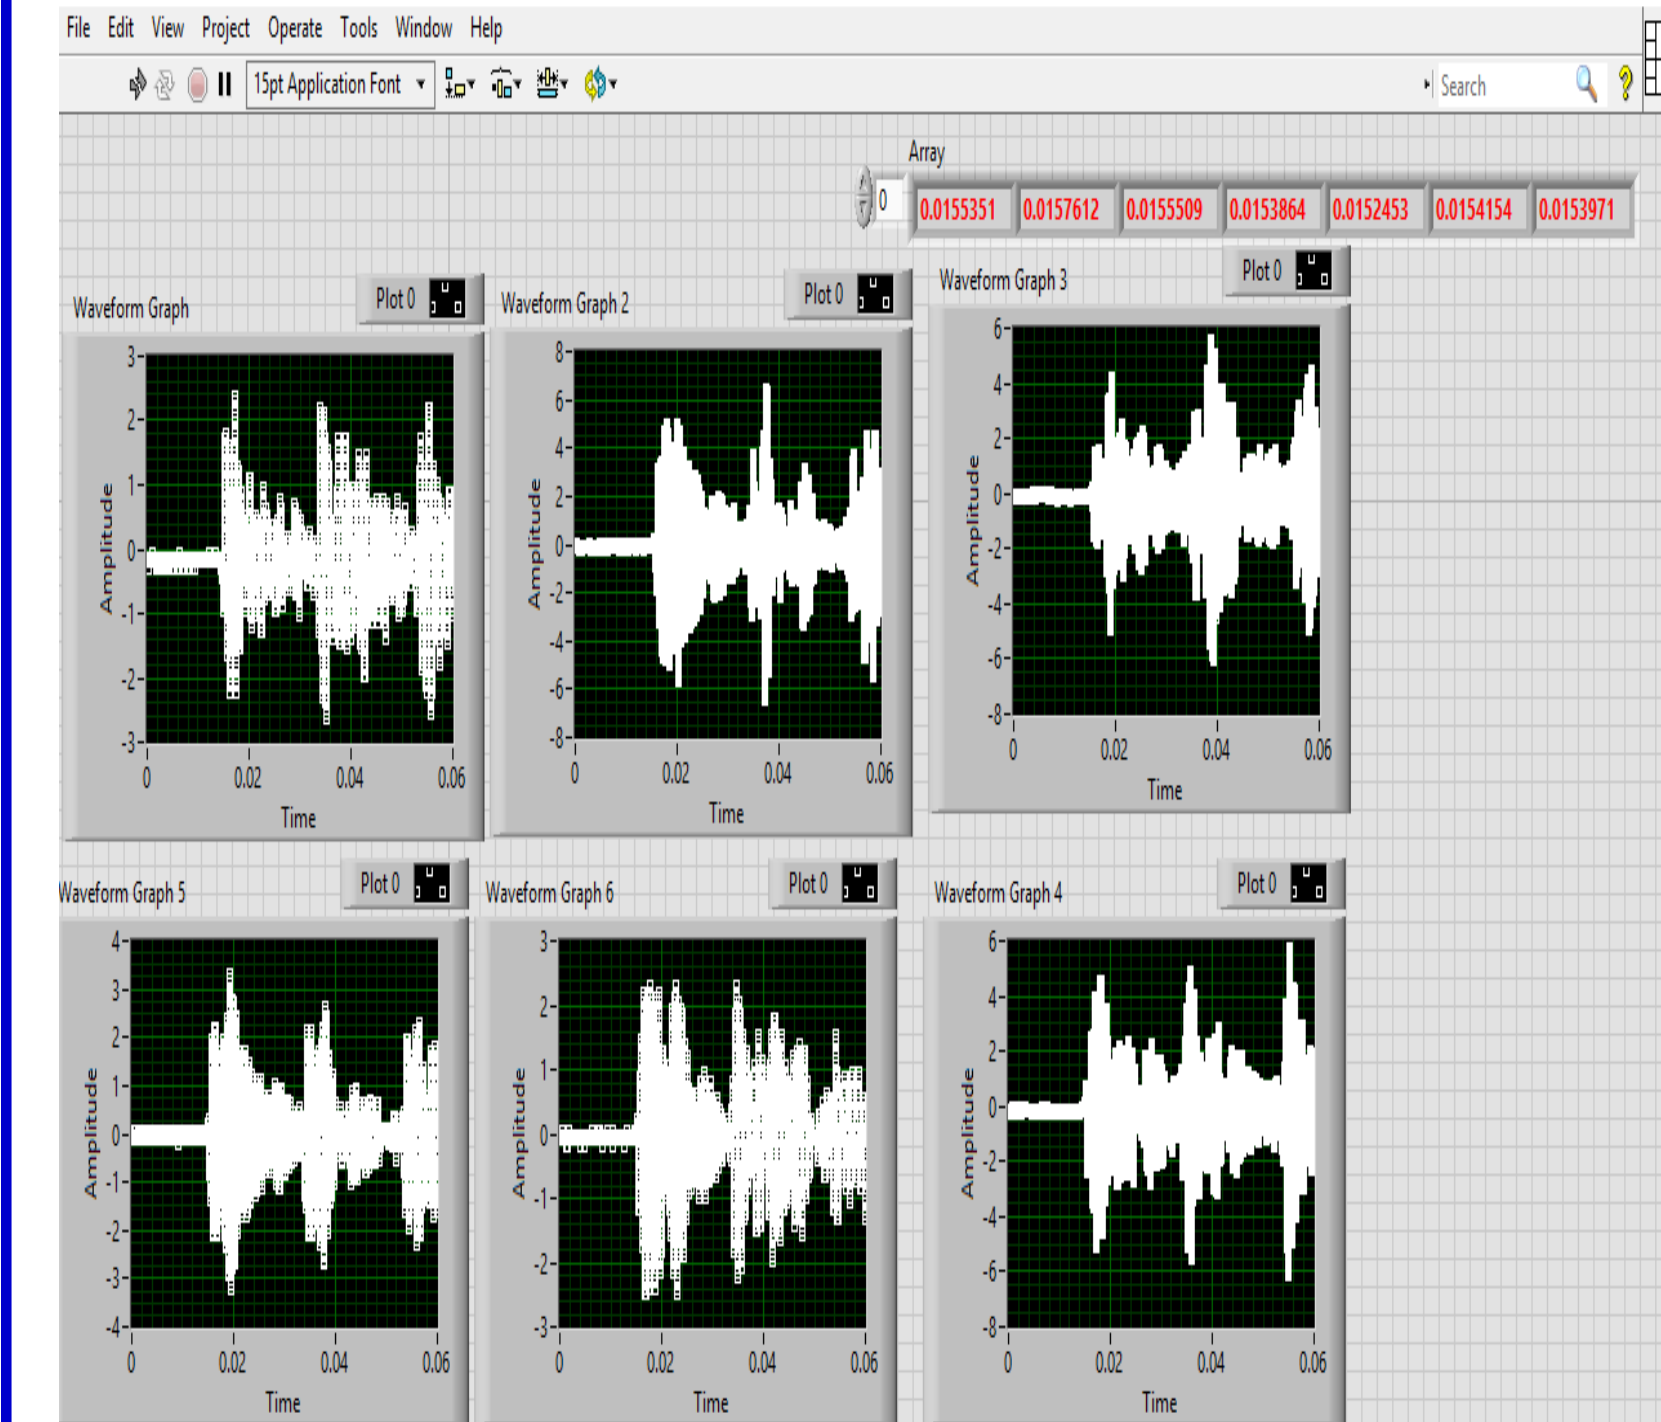 File Edit View Project Operate Tools Window Help
15pt Application Font
Search
?
Array
0 0.0155351 0.0157612 0.0155509 0.0153864 0.0152453 0.0154154 0.0153971
Waveform Graph
Plot 0
3
2
1
0
-1
-2
-3
Amplitude
0 0.02 0.04 0.06
Time
Waveform Graph 2
Plot 0
8
6
4
2
0
-2
-4
-6
-8
Amplitude
0 0.02 0.04 0.06
Time
Waveform Graph 3
Plot 0
6
4
2
0
-2
-4
-6
-8
Amplitude
0 0.02 0.04 0.06
Time
Waveform Graph 5
Plot 0
4
3
2
1
0
-1
-2
-3
-4
Amplitude
0 0.02 0.04 0.06
Time
Waveform Graph 6
Plot 0
3
2
1
0
-1
-2
-3
Amplitude
0 0.02 0.04 0.06
Time
Waveform Graph 4
Plot 0
6
4
2
0
-2
-4
-6
-8
Amplitude
0 0.02 0.04 0.06
Time